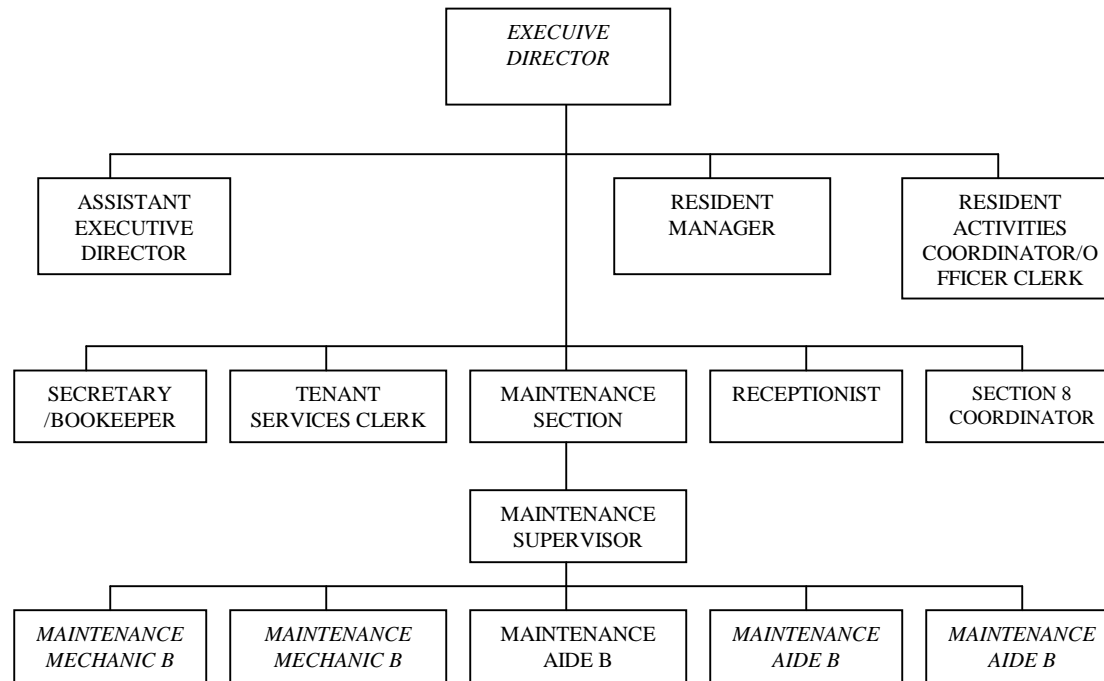 EXECUIVE
DIRECTOR
ASSISTANT
EXECUTIVE
DIRECTOR
RESIDENT
MANAGER
RESIDENT
ACTIVITIES
COORDINATOR/O
FFICER CLERK
SECRETARY
/BOOKEEPER
TENANT
SERVICES CLERK
MAINTENANCE
SECTION
RECEPTIONIST
SECTION 8
COORDINATOR
MAINTENANCE
SUPERVISOR
MAINTENANCE
MECHANIC B
MAINTENANCE
MECHANIC B
MAINTENANCE
AIDE B
MAINTENANCE
AIDE B
MAINTENANCE
AIDE B